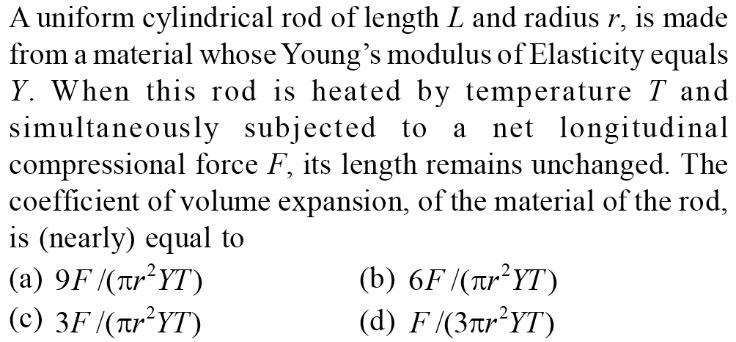 A uniform cylindrical rod of length L and radius r, is made
from a material whose Young's modulus of Elasticity equals
Y. When this rod is heated by temperature T and
simultaneously subjected to a net longitudinal
compressional force F, its length remains unchanged. The
coefficient of volume expansion, of the material of the rod,
is (nearly) equal to
(a) 9F /(πr²YT) (b) 6F /(πr²YT)
(c) 3F /(πr²YT) (d) F /(3πr²YT)